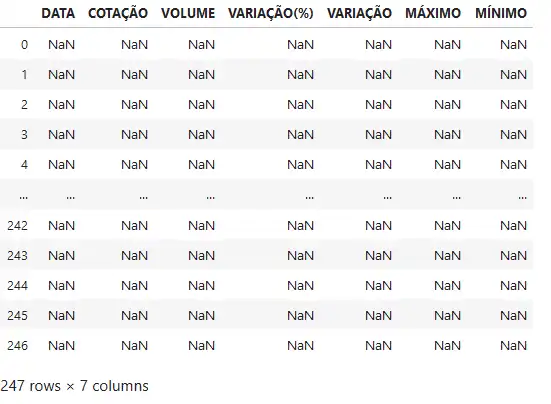 DATA COTAÇÃO VOLUME VARIAÇÃO(%) VARIAÇÃO MÁXIMO MÍNIMO
0 NaN NaN NaN NaN NaN NaN NaN
1 NaN NaN NaN NaN NaN NaN NaN
2 NaN NaN NaN NaN NaN NaN NaN
3 NaN NaN NaN NaN NaN NaN NaN
4 NaN NaN NaN NaN NaN NaN NaN
... ... ... ... ... ... ... ...
242 NaN NaN NaN NaN NaN NaN NaN
243 NaN NaN NaN NaN NaN NaN NaN
244 NaN NaN NaN NaN NaN NaN NaN
245 NaN NaN NaN NaN NaN NaN NaN
246 NaN NaN NaN NaN NaN NaN NaN
247 rows × 7 columns